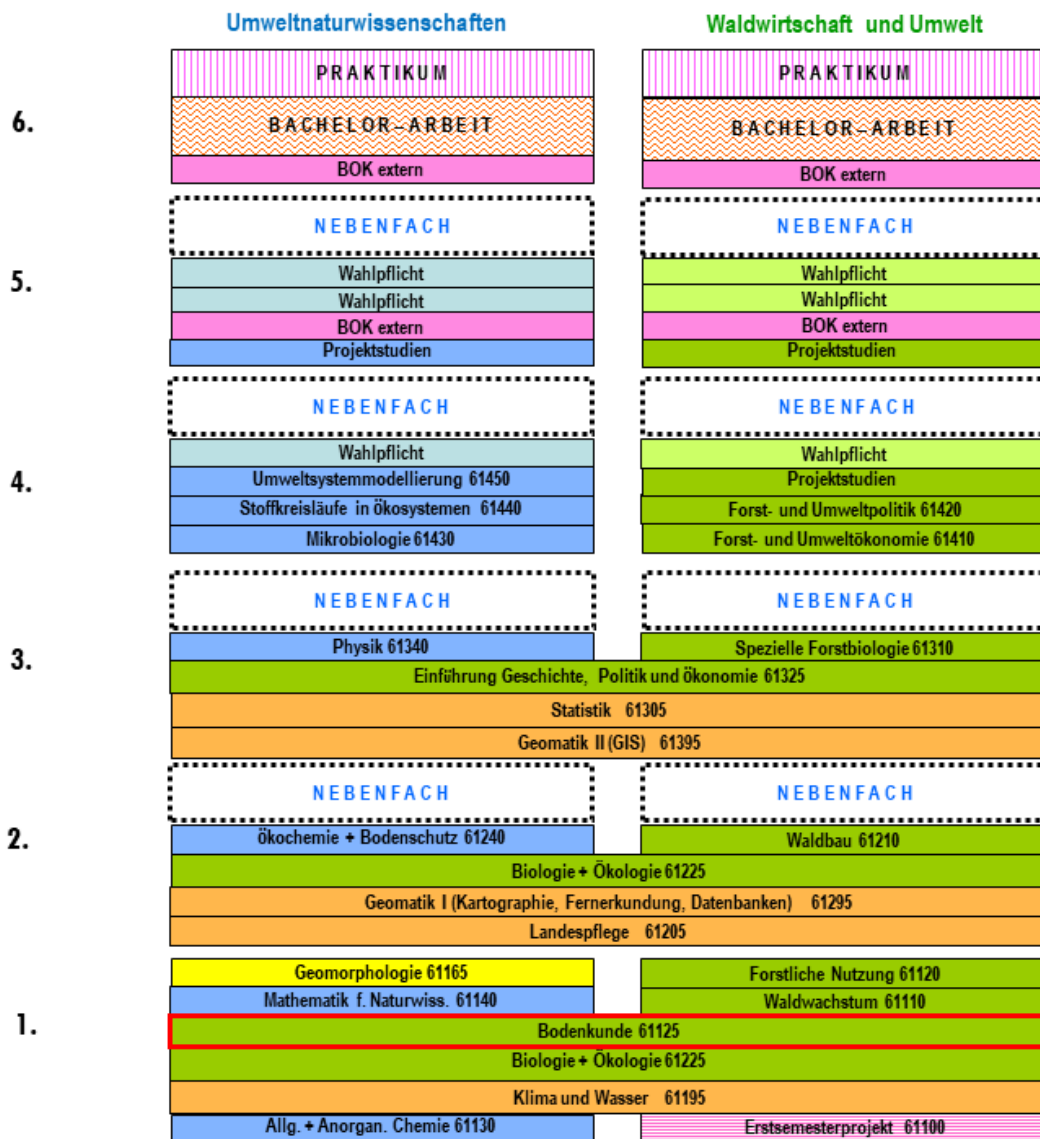 Umweltnaturwissenschaften
Waldwirtschaft und Umwelt
6.
PRAKTIKUM
PRAKTIKUM
BACHELOR–ARBEIT
BACHELOR–ARBEIT
BOK extern
BOK extern
5.
NEBENFACH
NEBENFACH
Wahlpflicht
Wahlpflicht
Wahlpflicht
Wahlpflicht
BOK extern
BOK extern
Projektstudien
Projektstudien
4.
NEBENFACH
NEBENFACH
Wahlpflicht
Wahlpflicht
Umweltsystemmodellierung 61450
Projektstudien
Stoffkreisläufe in ökosystemen 61440
Forst- und Umweltpolitik 61420
Mikrobiologie 61430
Forst- und Umweltökonomie 61410
3.
NEBENFACH
NEBENFACH
Physik 61340
Spezielle Forstbiologie 61310
Einführung Geschichte, Politik und ökonomie 61325
Statistik 61305
Geomatik II (GIS) 61395
2.
NEBENFACH
NEBENFACH
ökochemie + Bodenschutz 61240
Waldbau 61210
Biologie + Ökologie 61225
Geomatik I (Kartographie, Fernerkundung, Datenbanken) 61295
Landespflege 61205
1.
Geomorphologie 61165
Forstliche Nutzung 61120
Mathematik f. Naturwiss. 61140
Waldwachstum 61110
Bodenkunde 61125
Biologie + Ökologie 61225
Klima und Wasser 61195
Allg. + Anorgan. Chemie 61130
Erstsemesterprojekt 61100